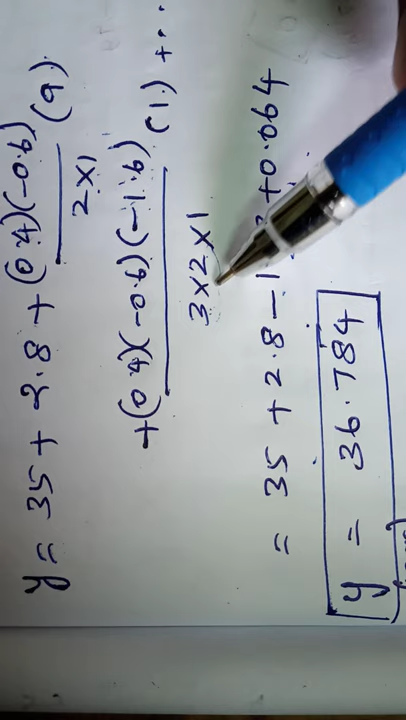 y = 35 + 2.8 + (0.4)(-0.6) (9)
2×1
+(0.4)(-0.6)(-1.6) (1) + ...
3×2×1
= 35 + 2.8 - 1 +0.064
y = 36.784